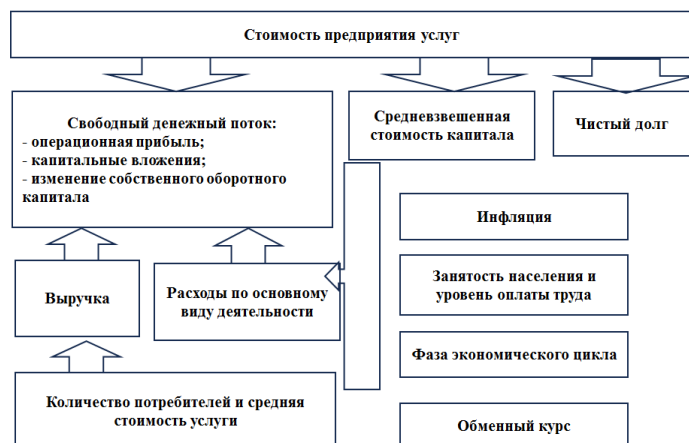 Стоимость предприятия услуг
Свободный денежный поток:
- операционная прибыль;
- капитальные вложения;
- изменение собственного оборотного
капитала
Средневзвешенная
стоимость капитала
Чистый долг
Инфляция
Занятость населения и
уровень оплаты труда
Фаза экономического цикла
Обменный курс
Выручка
Расходы по основному
виду деятельности
Количество потребителей и средняя
стоимость услуги